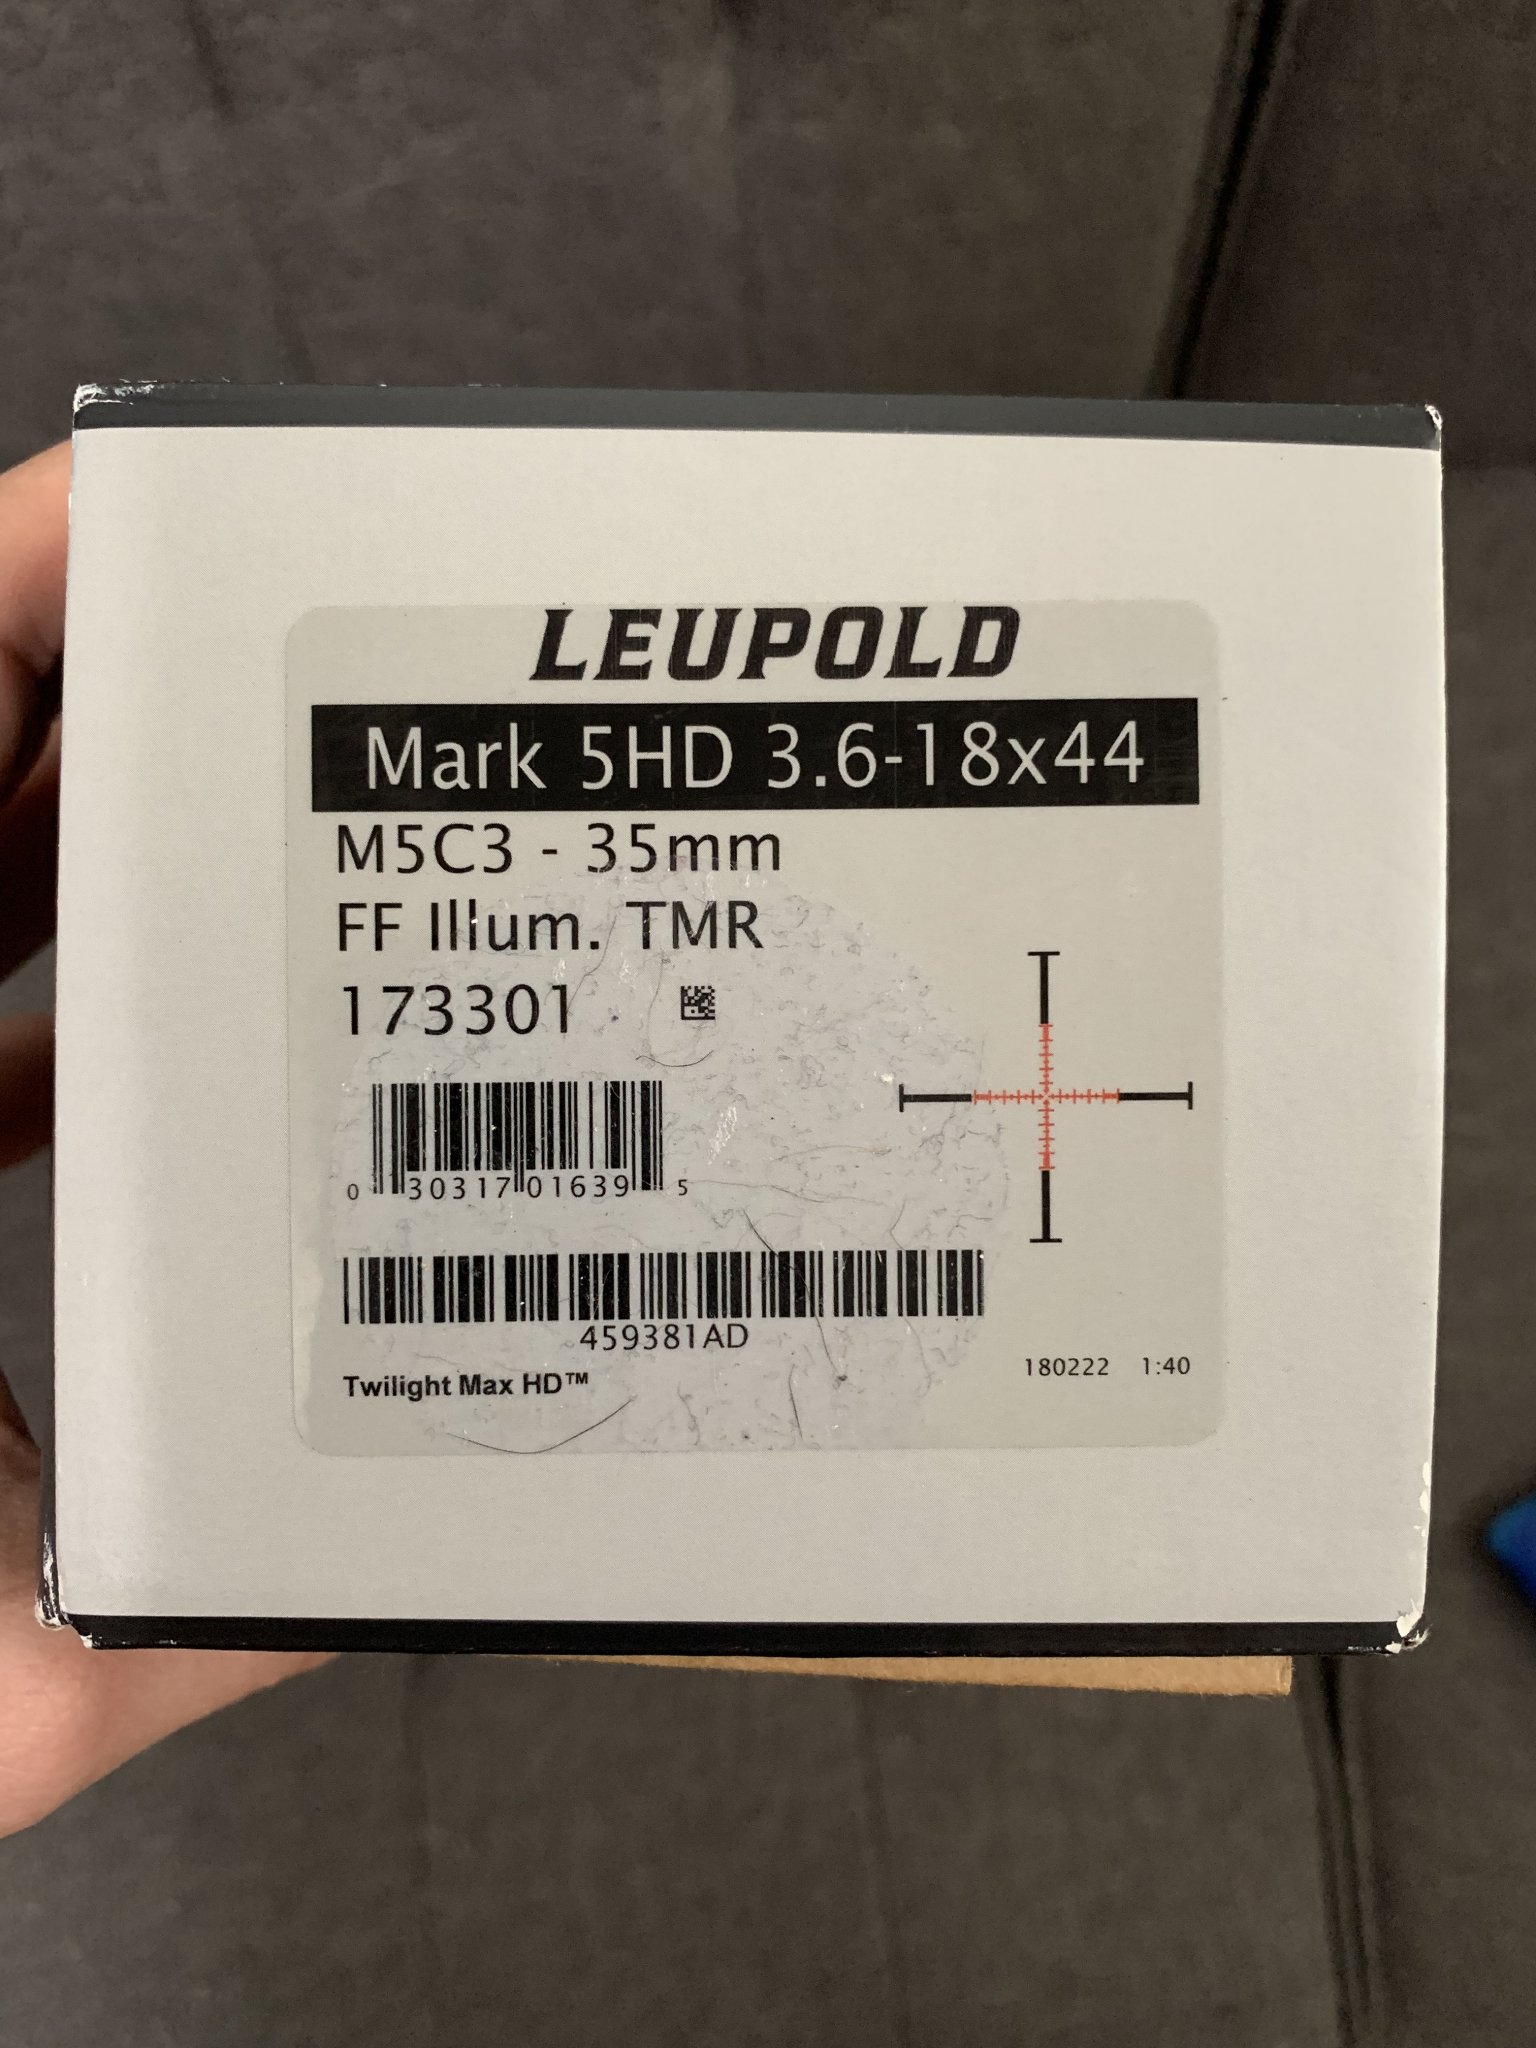 LEUPOLD
Mark 5HD 3.6-18x44
M5C3 - 35mm
FF Illum. TMR
173301
0 30317 01639 5
459381AD
Twilight Max HD™
180222 1:40